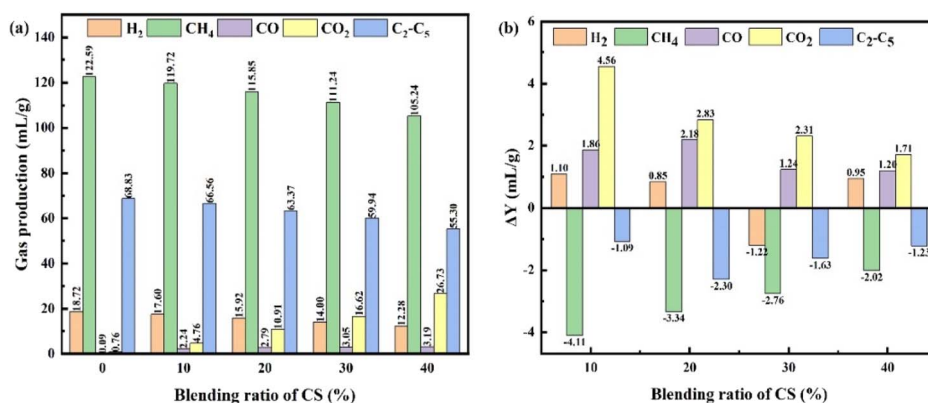 (a)
H₂ CH₄ CO CO₂ C₂-C₅
Gas production (mL/g)
140
120
100
80
60
40
20
0
18.72 122.59 0.09 0.76 68.83
17.60 119.72 2.24 4.76 66.56
15.92 115.85 2.79 10.91 63.37
14.00 111.24 3.05 16.62 59.94
12.28 105.24 3.19 26.73 55.30
0 10 20 30 40
Blending ratio of CS (%)
(b)
H₂ CH₄ CO CO₂ C₂-C₅
ΔY (mL/g)
6
4
2
0
-2
-4
1.10 -4.11 1.86 4.56 -1.09
0.85 -3.34 2.18 2.83 -2.30
-1.22 -2.76 1.24 2.31 -1.63
0.95 -2.02 1.20 1.71 -1.23
10 20 30 40
Blending ratio of CS (%)